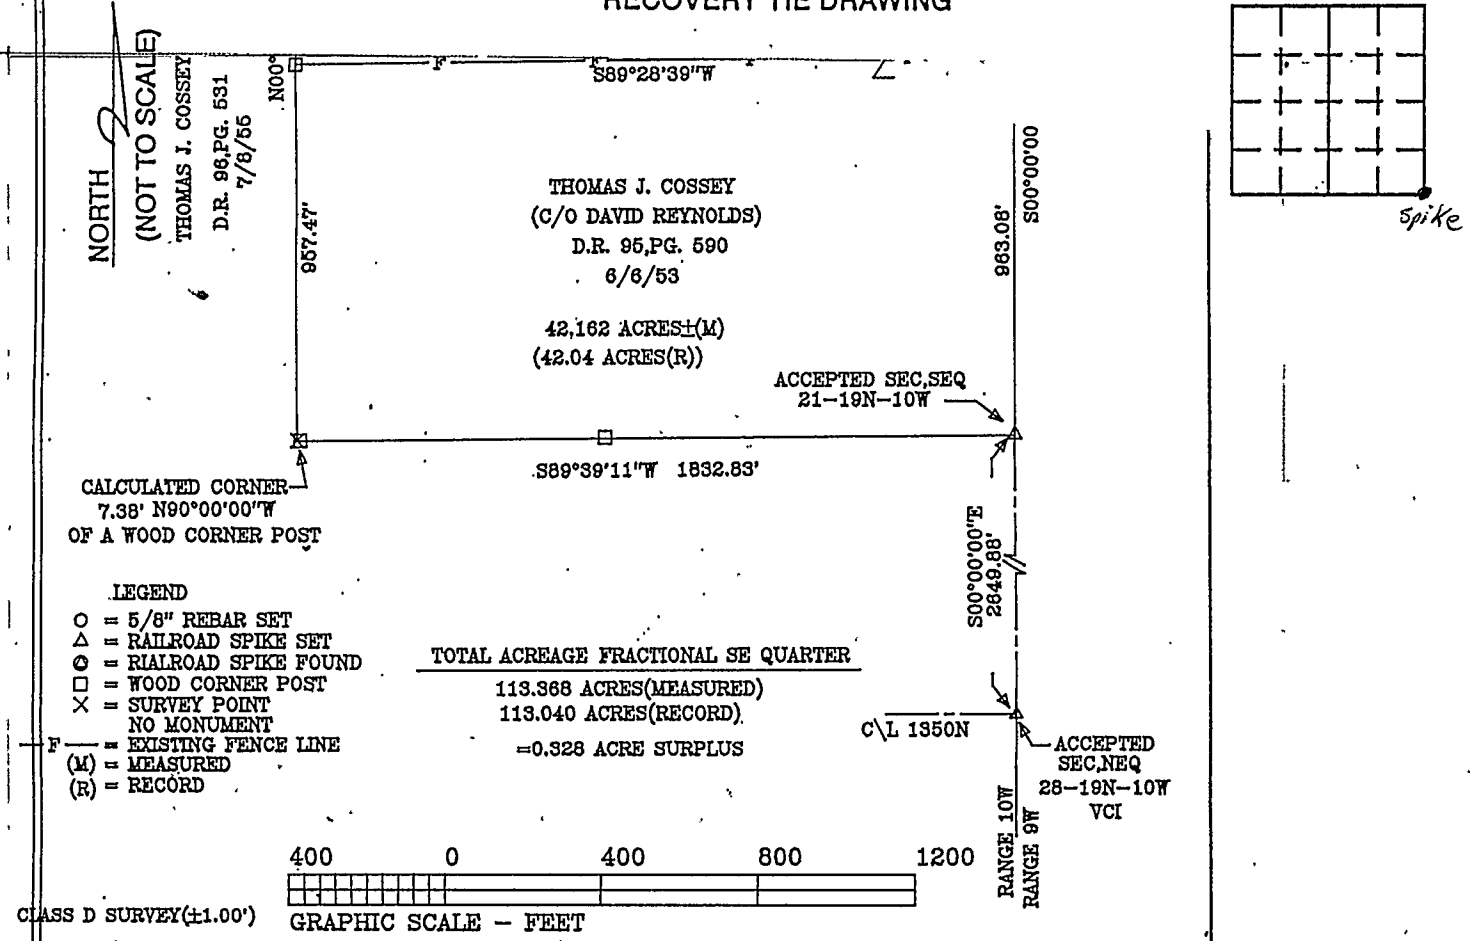 RECOVERY TIE DRAWING
NORTH
(NOT TO SCALE)
THOMAS J. COSSEY
D.R. 96,PG. 531
7/8/55
N00°
F
F
S89°28'39"W
957.47'
THOMAS J. COSSEY
(C/O DAVID REYNOLDS)
D.R. 95,PG. 590
6/6/53
42,162 ACRES±(M)
(42.04 ACRES(R))
963.08'
S00°00'00
spike
ACCEPTED SEC,SEQ
21-19N-10W
S89°39'11"W 1832.83'
CALCULATED CORNER
7.38' N90°00'00"W
OF A WOOD CORNER POST
S00°00'00"E
2649.88'
LEGEND
O = 5/8" REBAR SET
△ = RAILROAD SPIKE SET
= RIALROAD SPIKE FOUND
□ = WOOD CORNER POST
X = SURVEY POINT
NO MONUMENT
F = EXISTING FENCE LINE
(M) = MEASURED
(R) = RECORD
TOTAL ACREAGE FRACTIONAL SE QUARTER
113.368 ACRES(MEASURED)
113.040 ACRES(RECORD)
=0.328 ACRE SURPLUS
C\L 1350N
ACCEPTED
SEC,NEQ
28-19N-10W
VCI
RANGE 10W
RANGE 9W
400 0 400 800 1200
GRAPHIC SCALE - FEET
CLASS D SURVEY(±1.00')